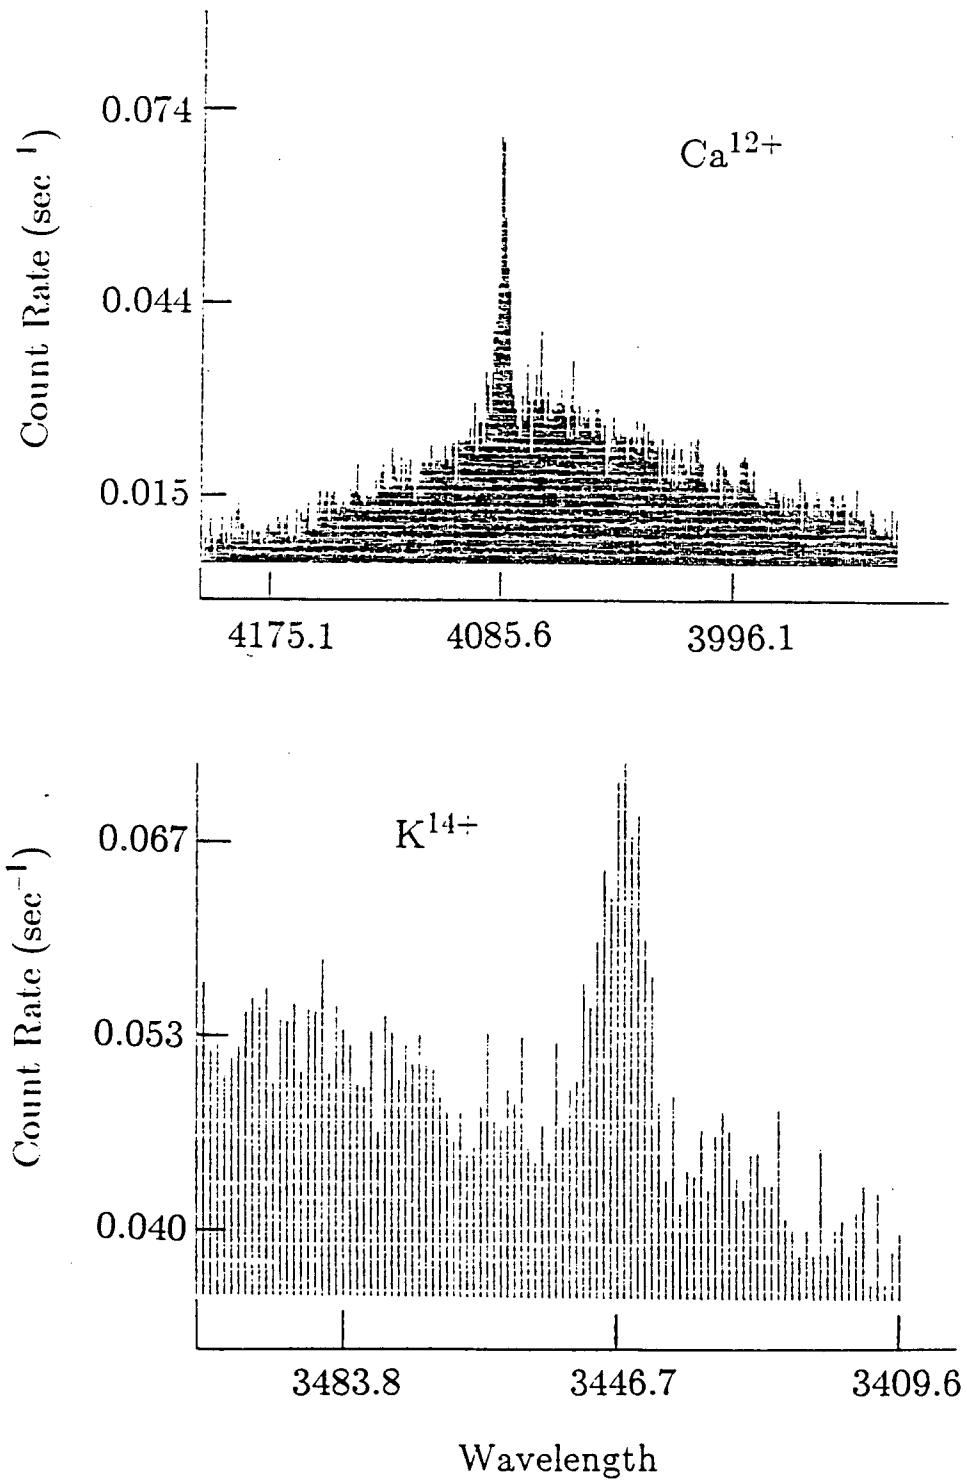 0.074
Ca12+
Count Rate (sec 1)
0.044
0.015
4175.1 4085.6 3996.1
0.067
K14+
Count Rate (sec-1)
0.053
0.040
3483.8 3446.7 3409.6
Wavelength